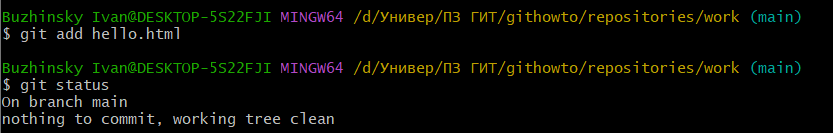 Buzhinsky Ivan@DESKTOP-5S22FJI MINGW64 /d/Универ/ПЗ ГИТ/githowto/repositories/work (main)
$ git add hello.html
Buzhinsky Ivan@DESKTOP-5S22FJI MINGW64 /d/Универ/ПЗ ГИТ/githowto/repositories/work (main)
$ git status
On branch main
nothing to commit, working tree clean